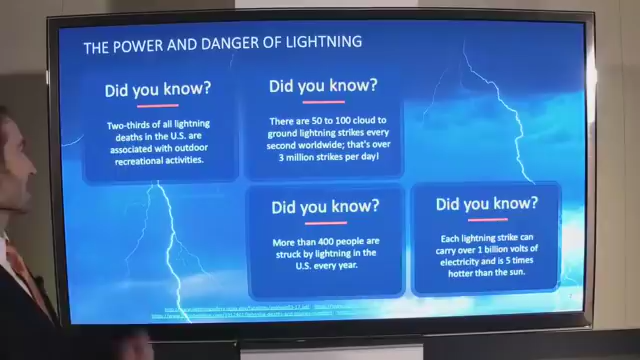 THE POWER AND DANGER OF LIGHTNING
Did you know?
Two-thirds of all lightning
deaths in the U.S. are
associated with outdoor
recreational activities.
Did you know?
There are 50 to 100 cloud to
ground lightning strikes every
second worldwide; that's over
3 million strikes per day!
Did you know?
More than 400 people are
struck by lightning in the
U.S. every year.
Did you know?
Each lightning strike can
carry over 1 billion volts of
electricity and is 5 times
hotter than the sun.